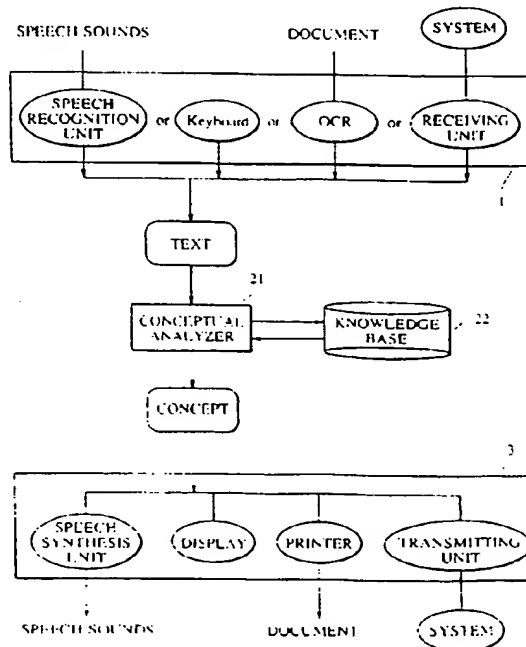 SPEECH SOUNDS
DOCUMENT
SYSTEM
SPEECH
RECOGNITION
UNIT
or
Keyboard
or
OCR
or
RECEIVING
UNIT
1
TEXT
21
CONCEPTUAL
ANALYZER
KNOWLEDGE
BASE
22
CONCEPT
3
SPEECH
SYNTHESIS
UNIT
DISPLAY
PRINTER
TRANSMITTING
UNIT
SPEECH SOUNDS
DOCUMENT
SYSTEM